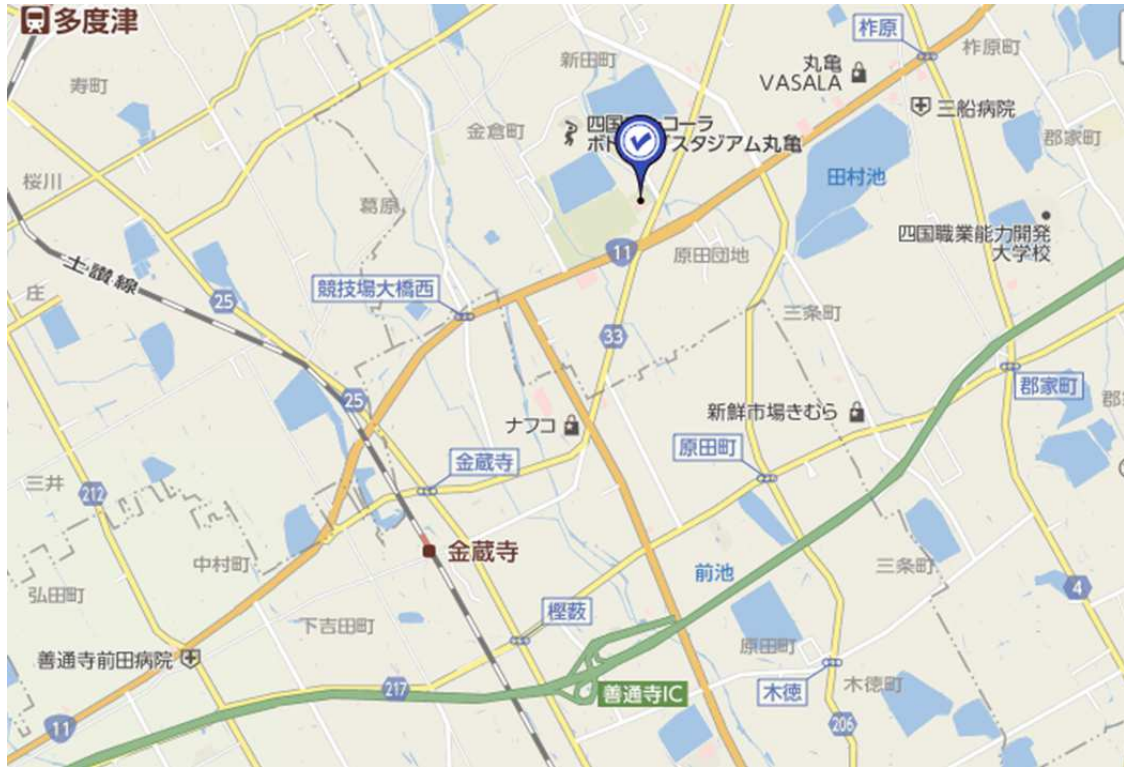 多度津
柞原
柞原町
新田町
寿町
丸亀
VASALA
三船病院
四国
コーラ
スタジアム丸亀
金倉町
郡家町
桜川
田村池
葛原
四国職業能力開発
大学校
11
原田団地
土讃線
庄
25
競技場大橋西
三条町
33
郡家町
25
新鮮市場きむら
ナフコ
原田町
金蔵寺
三井
212
金蔵寺
中村町
前池
三条町
弘田町
4
樫薮
下吉田町
原田町
善通寺前田病院
217
善通寺IC
木徳
木徳町
11
206